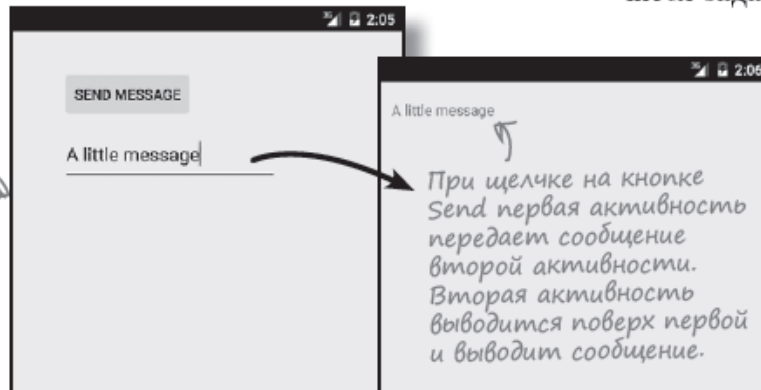 2:05
SEND MESSAGE
A little message
2:06
A little message
При щелчке на кнопке
Send первая активность
передает сообщение
второй активности.
Вторая активность
выводится поверх первой
и выводит сообщение.